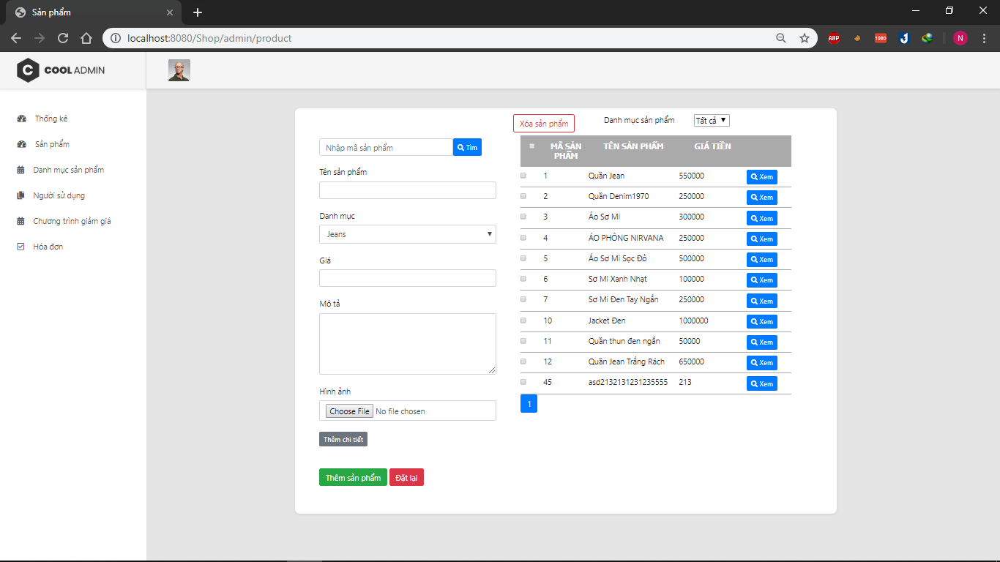 Sản phẩm
localhost:8080/Shop/admin/product
ABP
1080
N
C COOL ADMIN
Thống kê
Sản phẩm
Danh mục sản phẩm
Người sử dụng
Chương trình giảm giá
Hóa đơn
Nhập mã sản phẩm Tìm
Tên sản phẩm
Danh mục
Jeans
Giá
Mô tả
Hình ảnh
Choose File No file chosen
Thêm chi tiết
Thêm sản phẩm Đặt lại
Xóa sản phẩm Danh mục sản phẩm Tất cả
MÃ SẢN PHẨM TÊN SẢN PHẨM GIÁ TIỀN
1 Quần Jean 550000 Xem
2 Quần Denim1970 250000 Xem
3 Áo Sơ Mi 300000 Xem
4 ÁO PHÔNG NIRVANA 250000 Xem
5 Áo Sơ Mi Sọc Đỏ 500000 Xem
6 Sơ Mi Xanh Nhạt 100000 Xem
7 Sơ Mi Đen Tay Ngắn 250000 Xem
10 Jacket Đen 1000000 Xem
11 Quần thun đen ngắn 50000 Xem
12 Quần Jean Trắng Rách 650000 Xem
45 asd2132131231235555 213 Xem
1